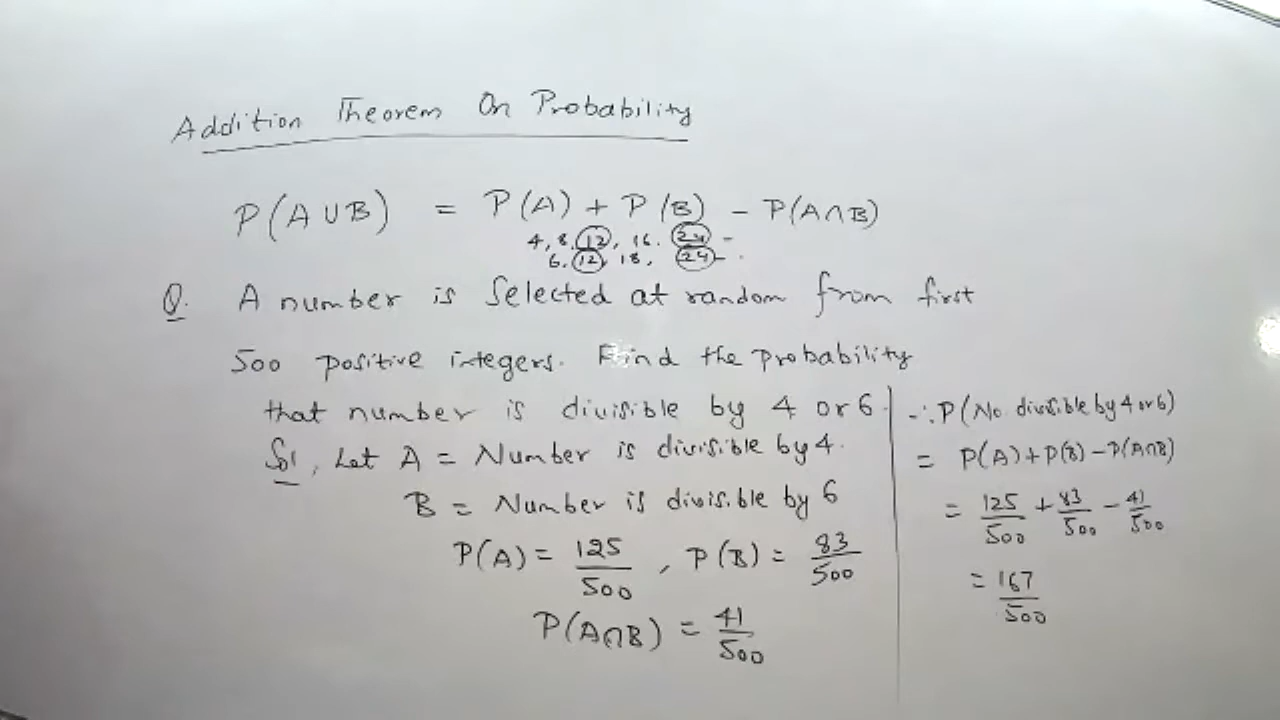 Addition Theorem On Probability
P(A∪B) = P(A) + P(B) - P(A∩B)
4, 8, 12, 16. 24 -
6, 12, 18, 24 - .
Q. A number is Selected at random from first
500 positive integers. Find the probability
that number is divisible by 4 or 6.
Sol, Let A = Number is divisible by 4.
B = Number is divisible by 6
P(A) = 125/500 , P(B) = 83/500
P(A∩B) = 41/500
∴ P(No. divisible by 4 or 6)
= P(A) + P(B) - P(A∩B)
= 125/500 + 83/500 - 41/500
= 167/500